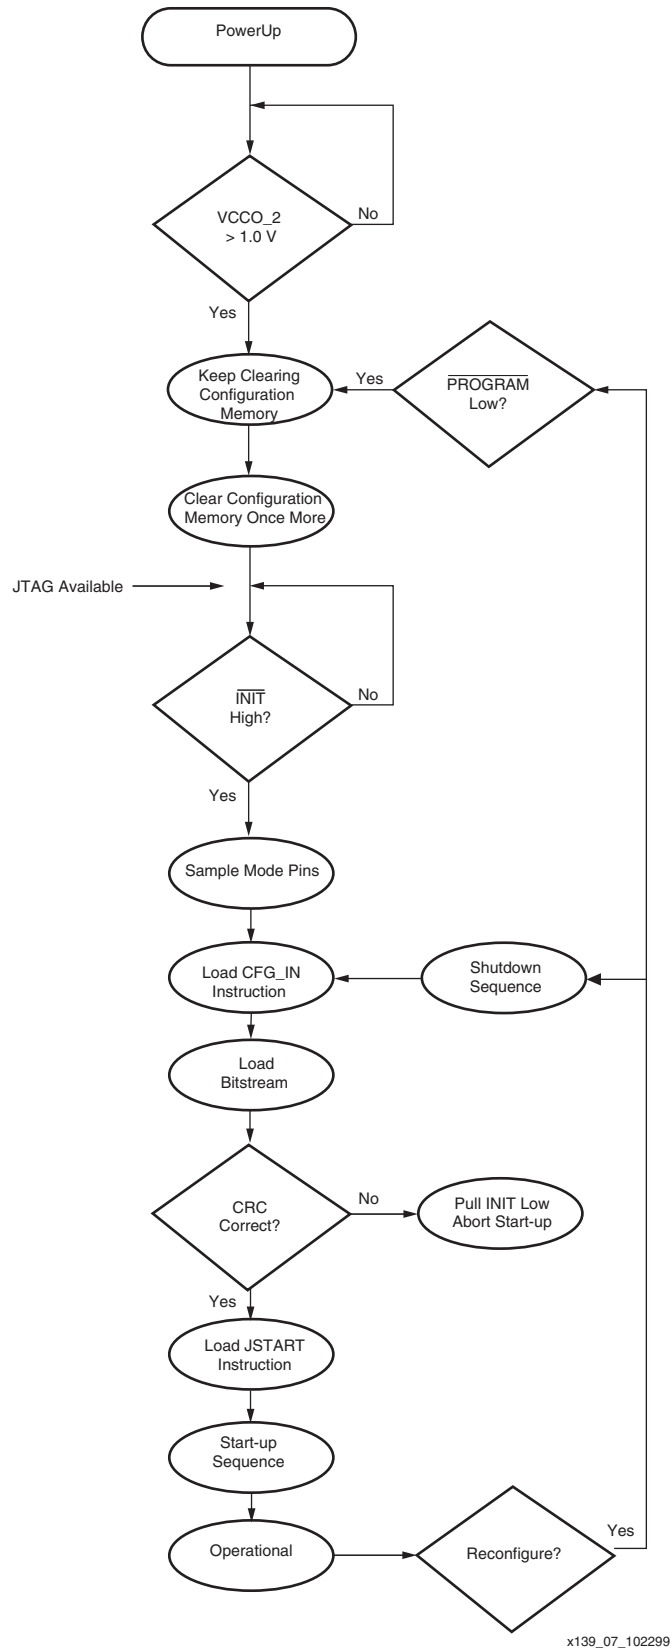 PowerUp
VCCO_2
> 1.0 V
No
Yes
Keep Clearing
Configuration
Memory
Yes
PROGRAM
Low?
Clear Configuration
Memory Once More
JTAG Available
INIT
High?
No
Yes
Sample Mode Pins
Load CFG_IN
Instruction
Shutdown
Sequence
Load
Bitstream
CRC
Correct?
No
Pull INIT Low
Abort Start-up
Yes
Load JSTART
Instruction
Start-up
Sequence
Operational
Reconfigure?
Yes
x139_07_102299